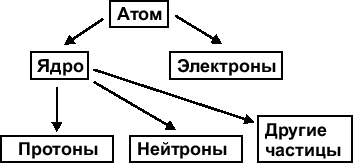 Атом
Ядро
Электроны
Протоны
Нейтроны
Другие
частицы